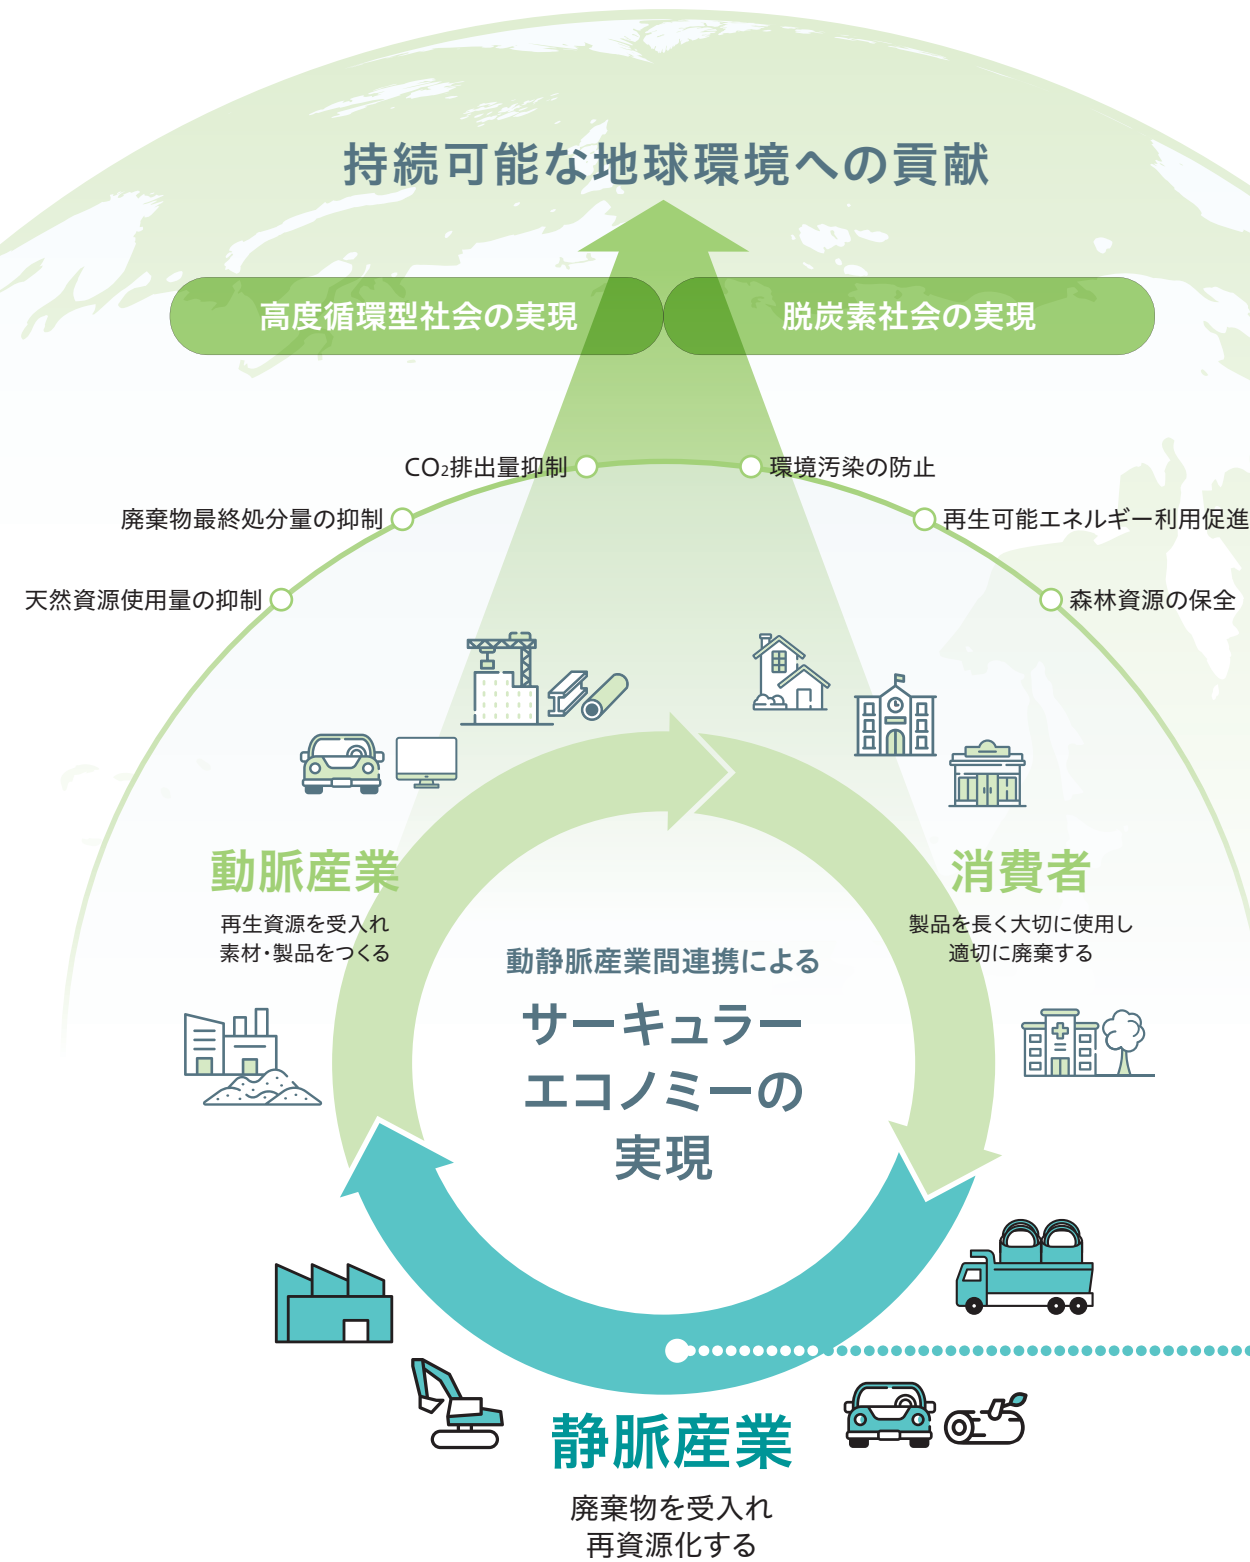 持続可能な地球環境への貢献
高度循環型社会の実現
脱炭素社会の実現
CO₂排出量抑制
環境汚染の防止
廃棄物最終処分量の抑制
再生可能エネルギー利用促進
天然資源使用量の抑制
森林資源の保全
動脈産業
再生資源を受入れ
素材・製品をつくる
消費者
製品を長く大切に使用し
適切に廃棄する
動静脈産業間連携による
サーキュラー
エコノミーの
実現
静脈産業
廃棄物を受入れ
再資源化する